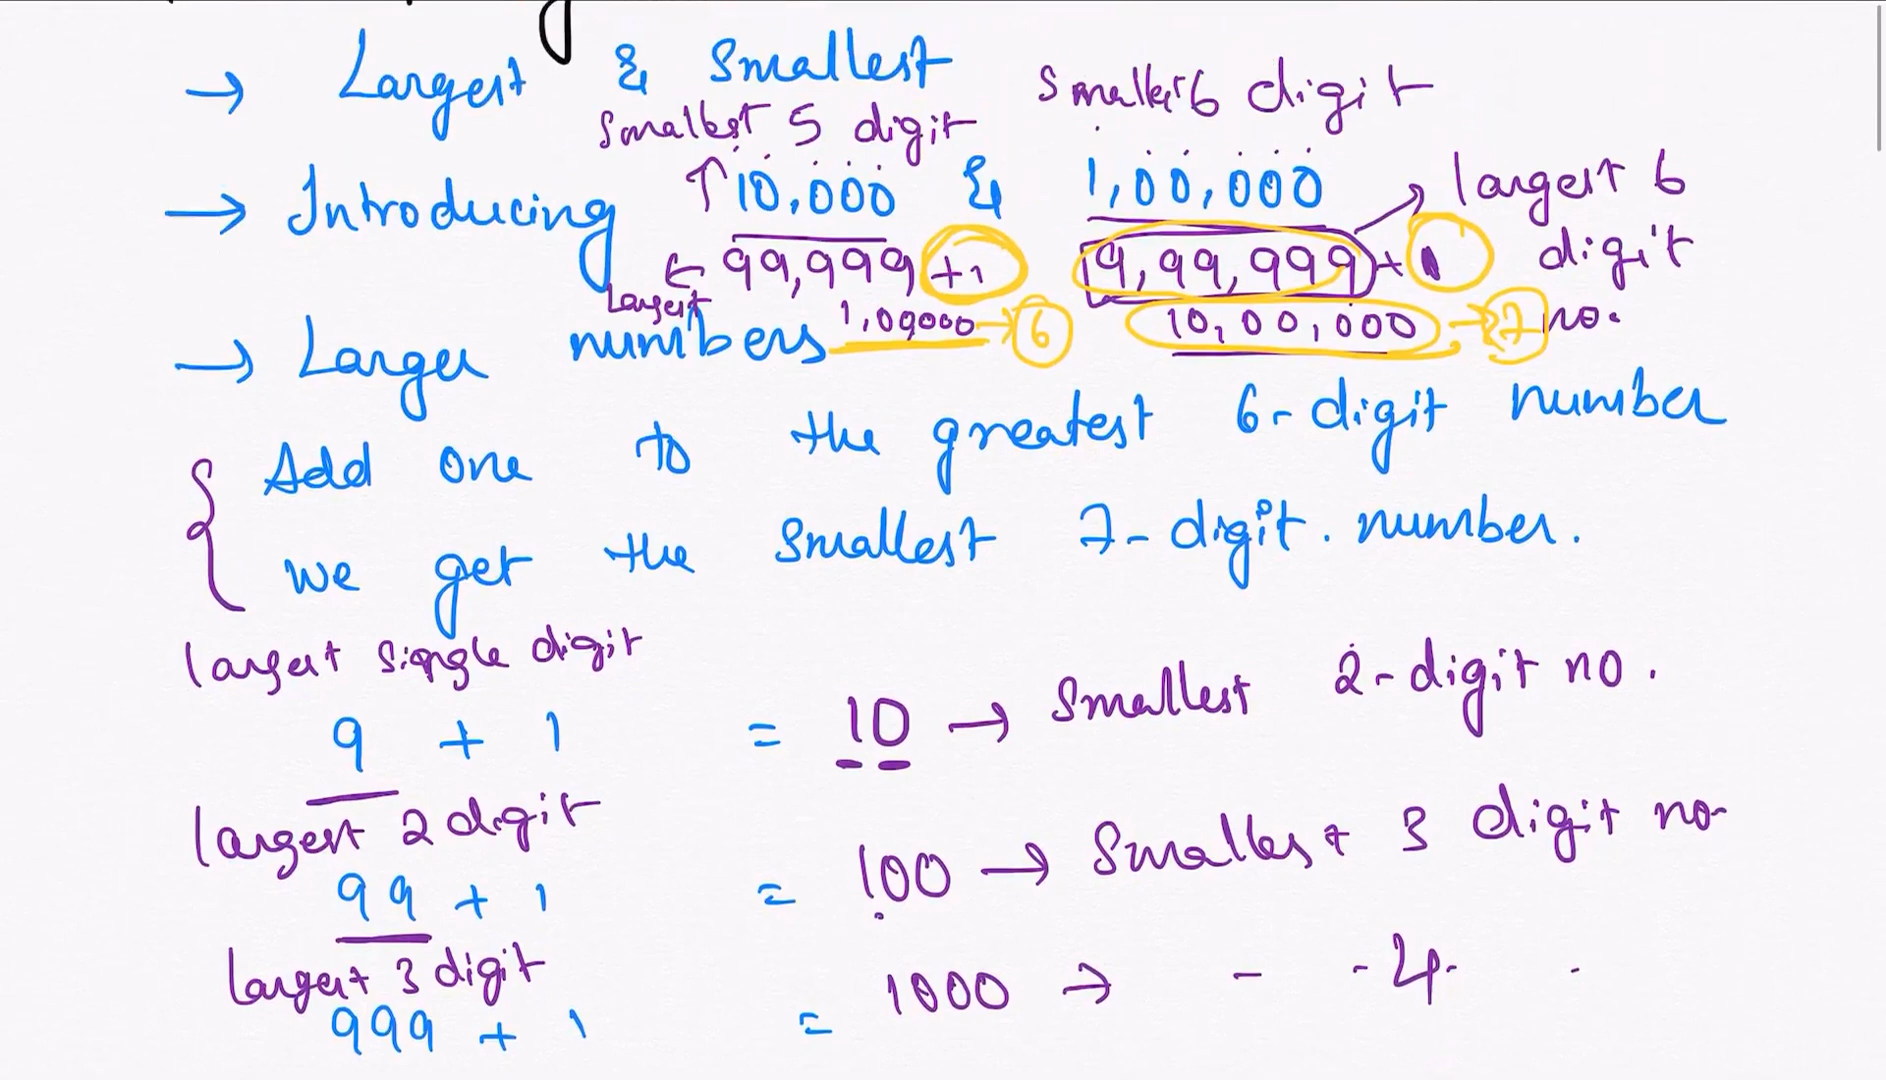 → Largest & Smallest
Smallest 5 digit
Smallest 6 digit
→ Introducing ↑10,000 & 1,00,000 → largest 6 digit no.
← 99,999 +1
Largest
9,99,999 + 1
1,00000 → 6
10,00,000 → 7
→ Larger numbers
Add one to the greatest 6-digit number
we get the smallest 7-digit. number.
largest single digit
9 + 1 = 10 → Smallest 2-digit no.
largest 2 digit
99 + 1 = 100 → Smallest 3 digit no.
largest 3 digit
999 + 1 = 1000 → - - 4 - -